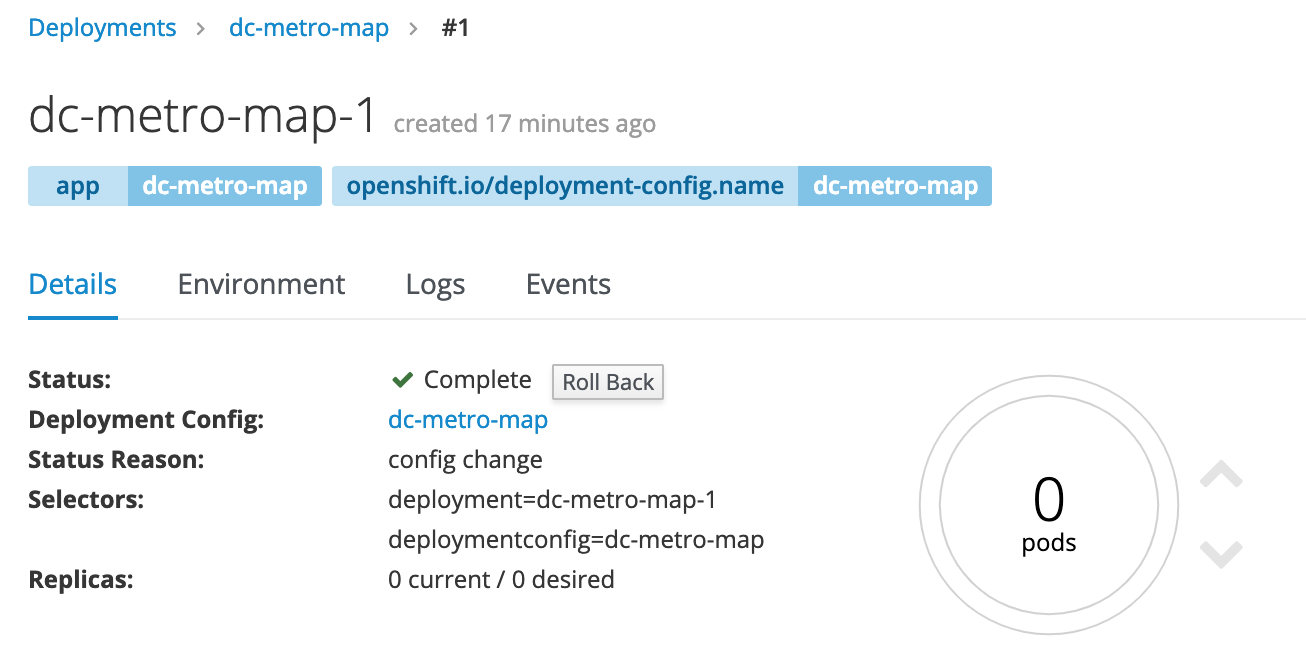 Deployments > dc-metro-map > #1
dc-metro-map-1 created 17 minutes ago
app dc-metro-map openshift.io/deployment-config.name dc-metro-map
Details Environment Logs Events
Status: Complete Roll Back
Deployment Config: dc-metro-map
Status Reason: config change
Selectors: deployment=dc-metro-map-1
deploymentconfig=dc-metro-map
Replicas: 0 current / 0 desired
0
pods